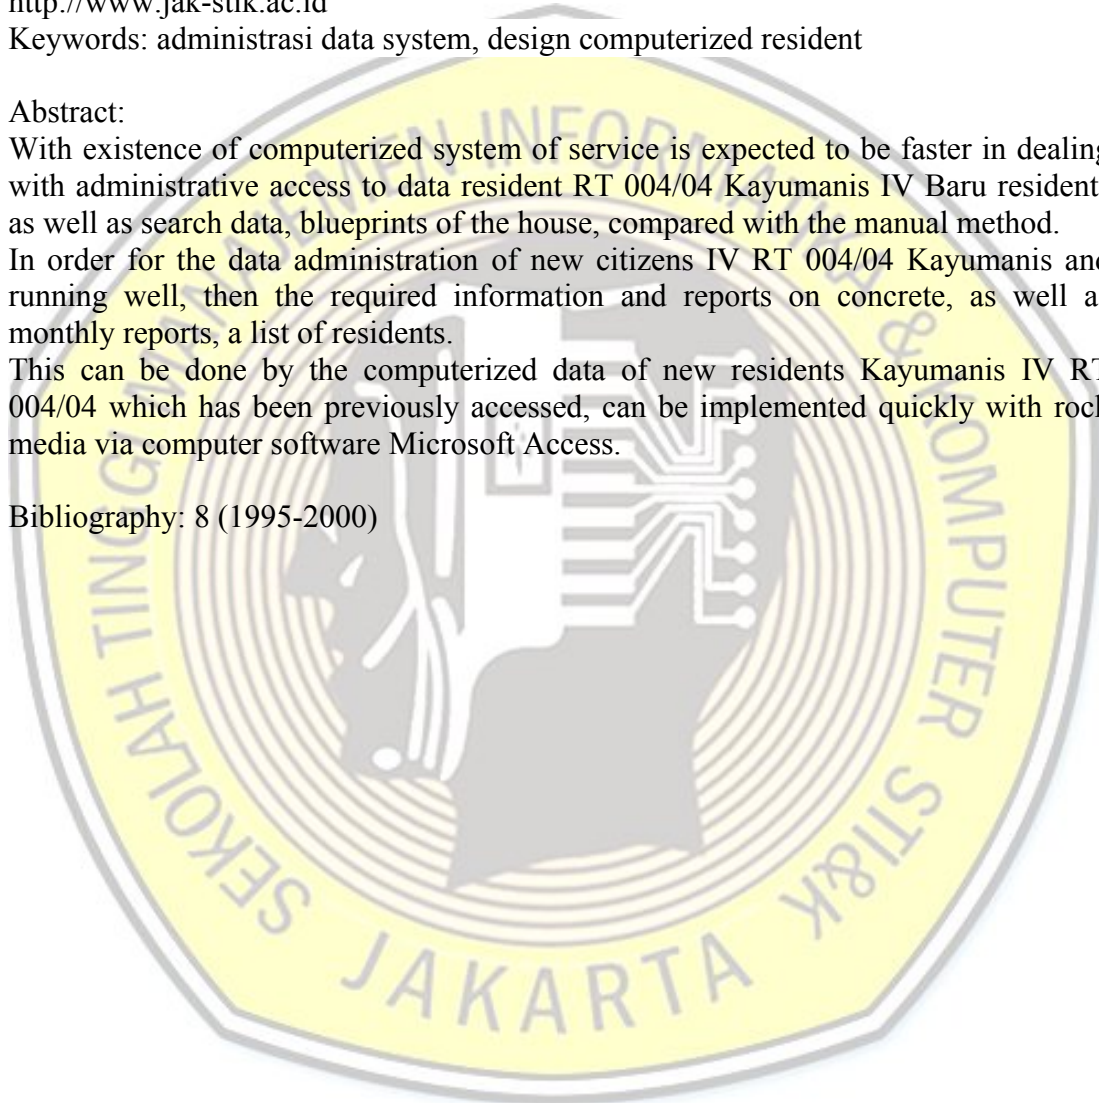 http://www.jak-stik.ac.id
Keywords: administrasi data system, design computerized resident
Abstract:
With existence of computerized system of service is expected to be faster in dealing
with administrative access to data resident RT 004/04 Kayumanis IV Baru resident
as well as search data, blueprints of the house, compared with the manual method.
In order for the data administration of new citizens IV RT 004/04 Kayumanis and
running well, then the required information and reports on concrete, as well a
monthly reports, a list of residents.
This can be done by the computerized data of new residents Kayumanis IV RT
004/04 which has been previously accessed, can be implemented quickly with rock
media via computer software Microsoft Access.
Bibliography: 8 (1995-2000)
SEKOLAH TINGGI MANAJEMEN INFORMATIKA & KOMPUTER STI&K
JAKARTA